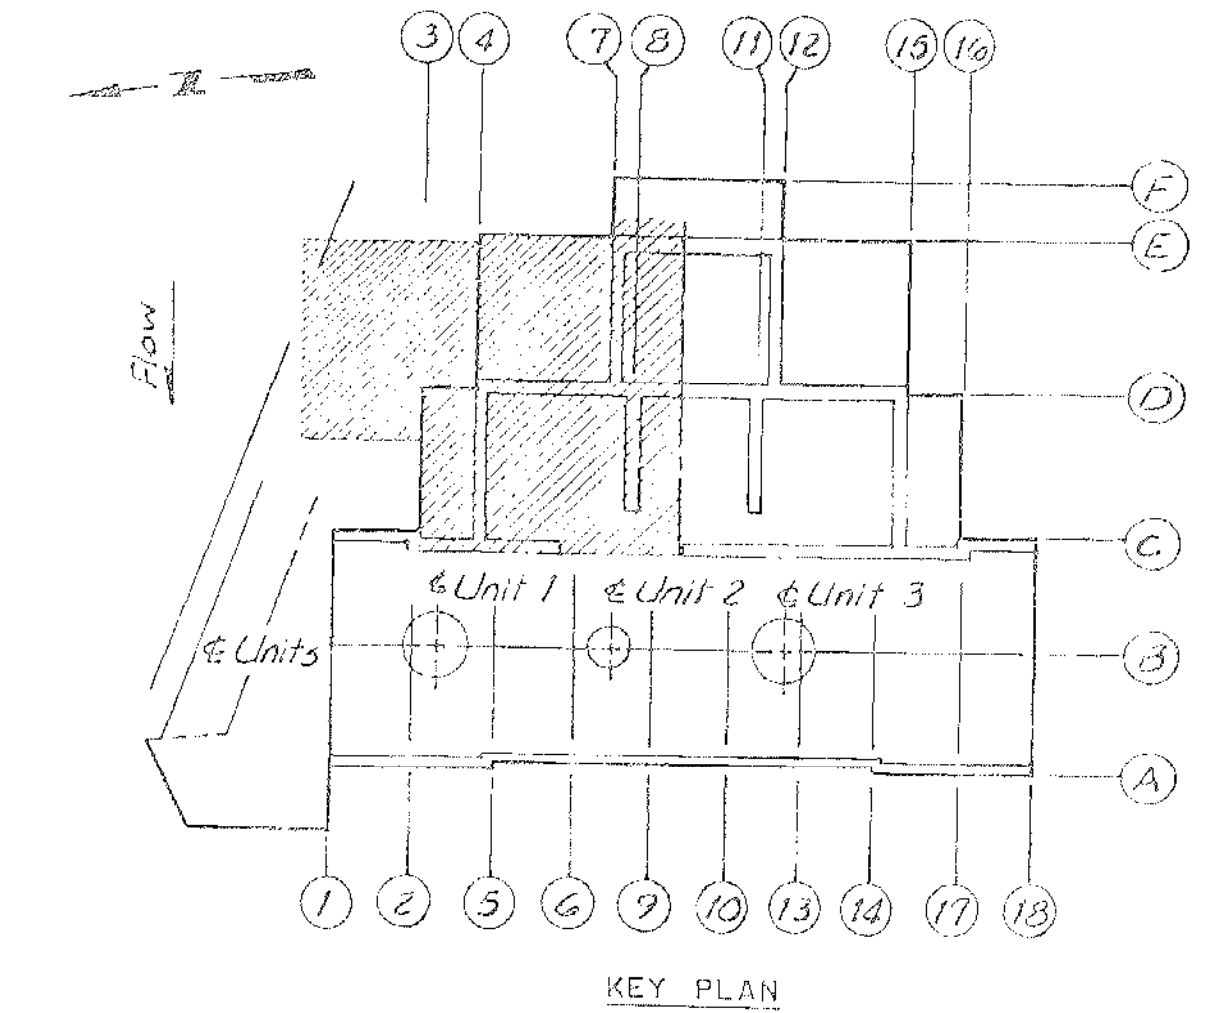 3 4 7 8 11 12 15 16
N
F
E
Flow
D
C
℄ Unit 1 ℄ Unit 2 ℄ Unit 3
℄ Units B
A
1 2 5 6 9 10 13 14 17 18
KEY PLAN